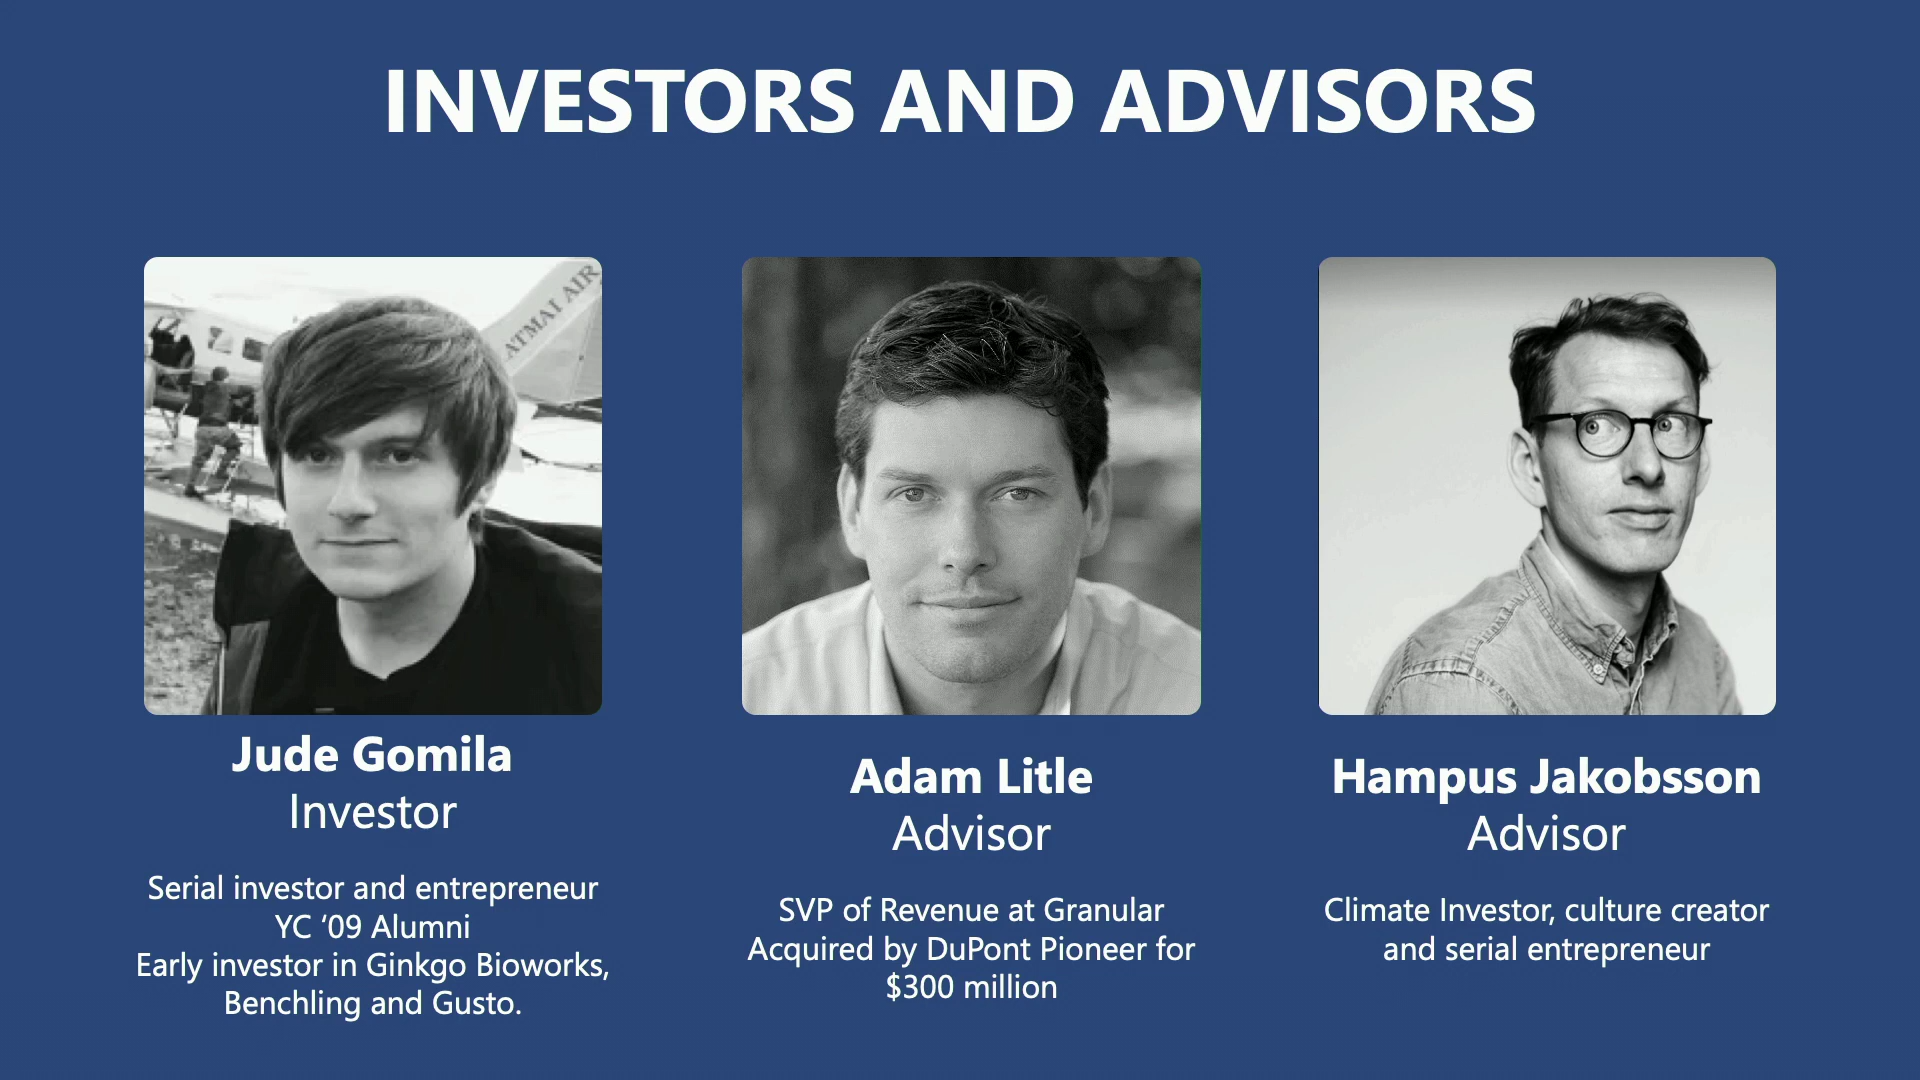 INVESTORS AND ADVISORS
ATMAI AIR
Jude Gomila
Investor
Serial investor and entrepreneur
YC ‘09 Alumni
Early investor in Ginkgo Bioworks,
Benchling and Gusto.
Adam Litle
Advisor
SVP of Revenue at Granular
Acquired by DuPont Pioneer for
$300 million
Hampus Jakobsson
Advisor
Climate Investor, culture creator
and serial entrepreneur